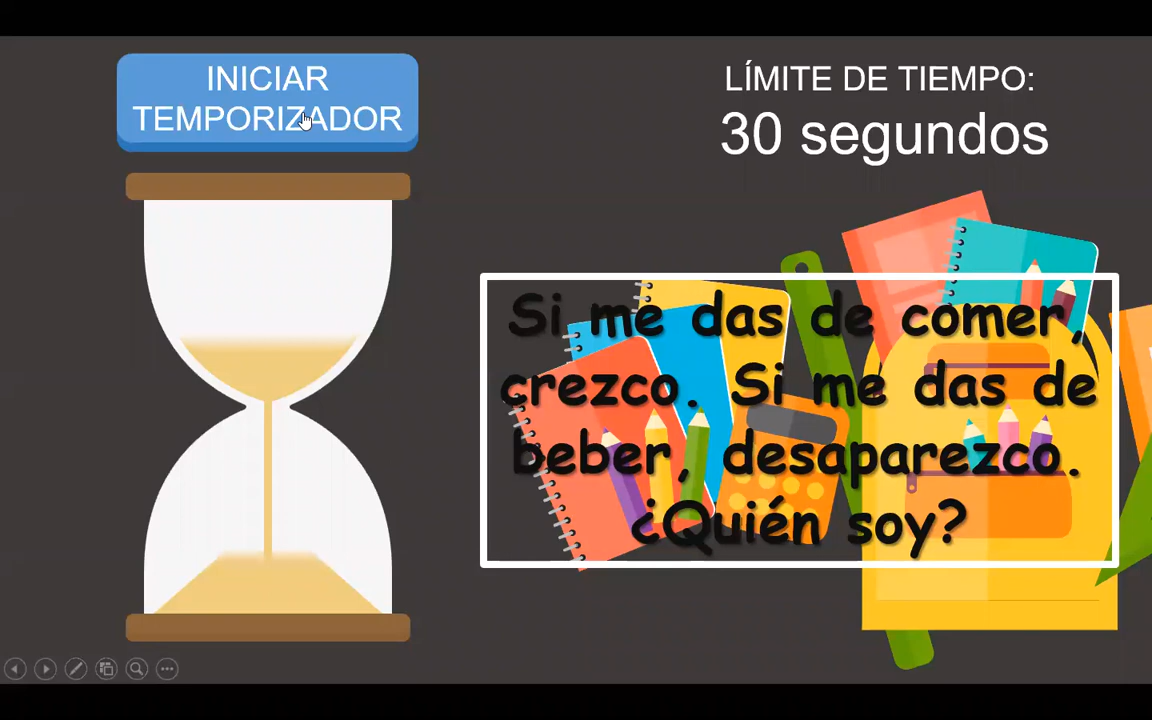 INICIAR
TEMPORIZADOR
LÍMITE DE TIEMPO:
30 segundos
Si me das de comer,
crezco. Si me das de
beber, desaparezco.
¿Quién soy?